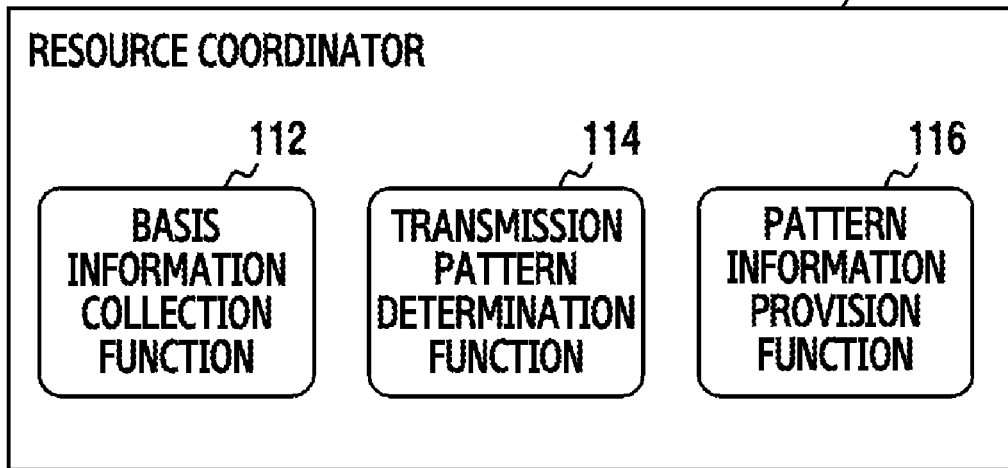 RESOURCE COORDINATOR
112
BASIS
INFORMATION
COLLECTION
FUNCTION
114
TRANSMISSION
PATTERN
DETERMINATION
FUNCTION
116
PATTERN
INFORMATION
PROVISION
FUNCTION